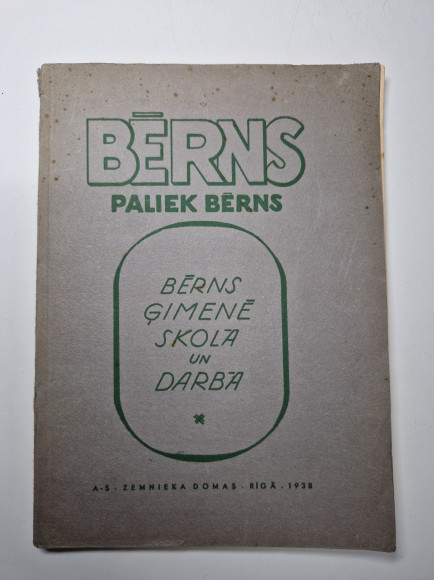 BĒRNS
PALIEK BĒRNS
BĒRNS
ĢIMENĒ
SKOLĀ
UN
DARBĀ
A-S · ZEMNIEKA DOMAS · RĪGĀ · 1938